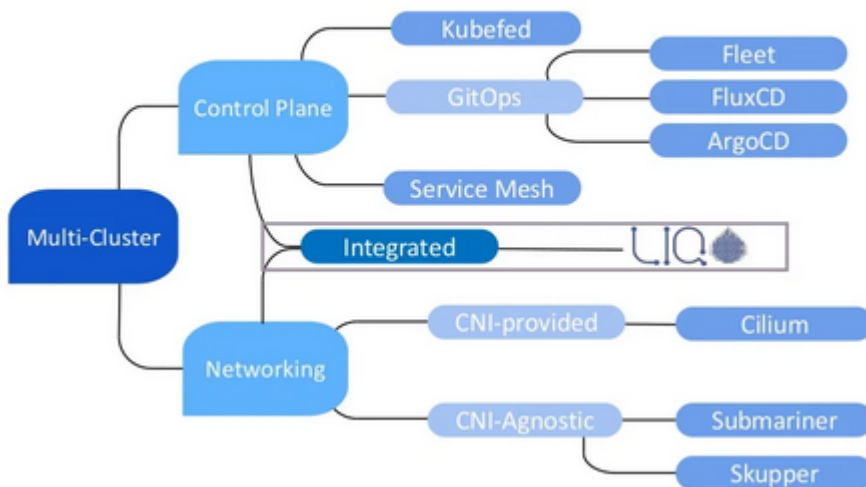 Kubefed
Fleet
GitOps
FluxCD
Control Plane
ArgoCD
Service Mesh
Multi-Cluster
Integrated
LIQO
CNI-provided
Cilium
Networking
CNI-Agnostic
Submariner
Skupper